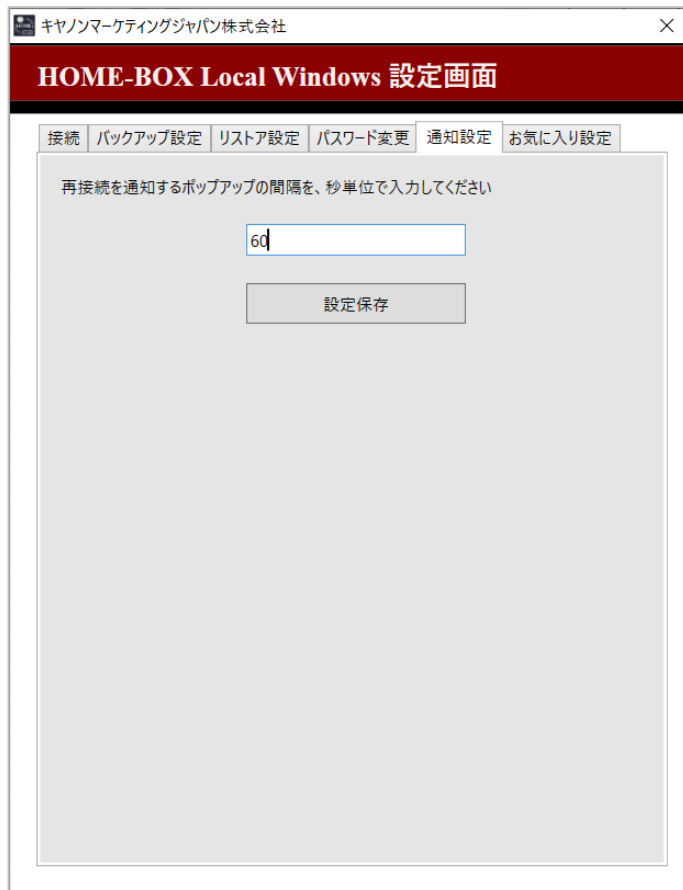 キヤノンマーケティングジャパン株式会社
HOME-BOX Local Windows 設定画面
接続 バックアップ設定 リストア設定 パスワード変更 通知設定 お気に入り設定
再接続を通知するポップアップの間隔を、秒単位で入力してください
60
設定保存